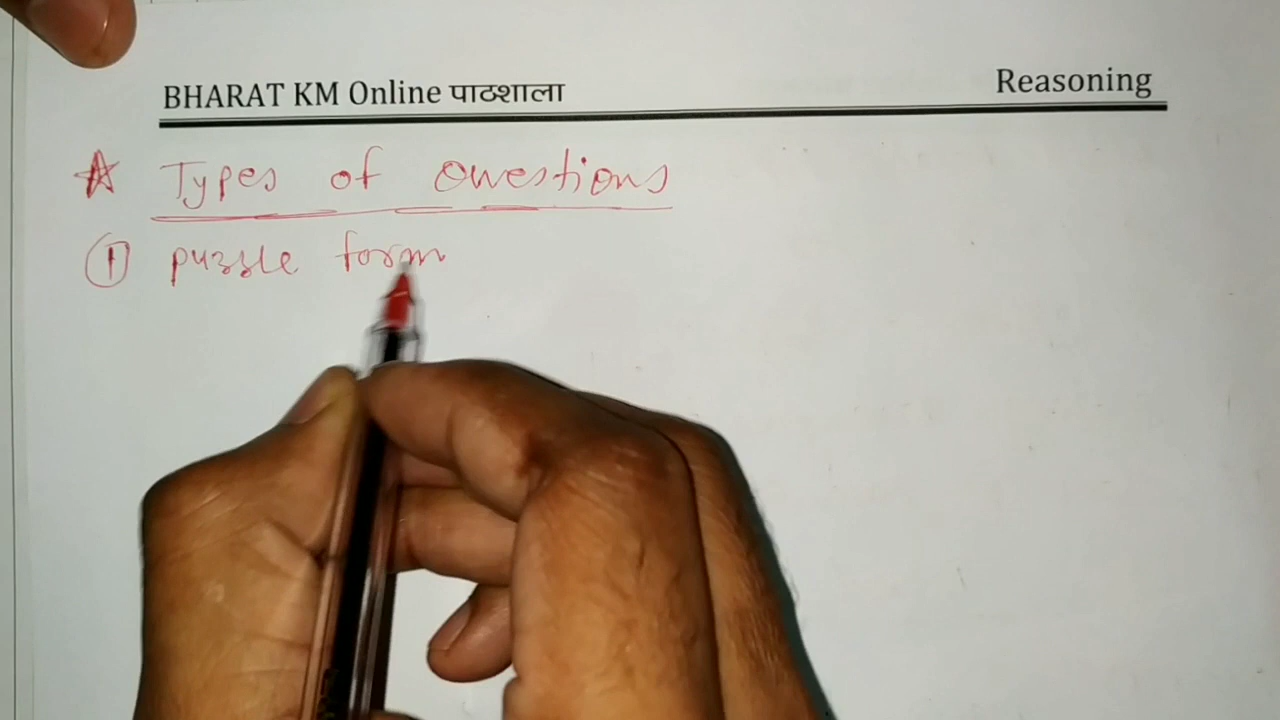 BHARAT KM Online पाठशाला
Reasoning
☆ Types of Questions
① puzzle form